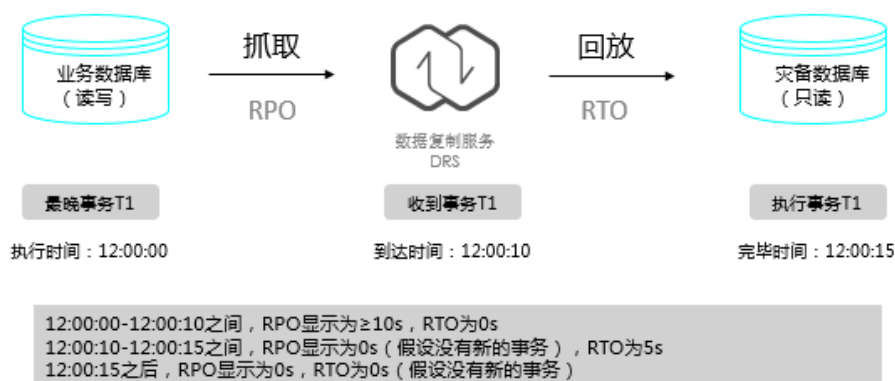 业务数据库
（读写）
抓取
RPO
数据复制服务
DRS
回放
RTO
灾备数据库
（只读）
最晚事务T1
收到事务T1
执行事务T1
执行时间：12:00:00
到达时间：12:00:10
完毕时间：12:00:15
12:00:00-12:00:10之间，RPO显示为≥10s，RTO为0s
12:00:10-12:00:15之间，RPO显示为0s（假设没有新的事务），RTO为5s
12:00:15之后，RPO显示为0s，RTO为0s（假设没有新的事务）